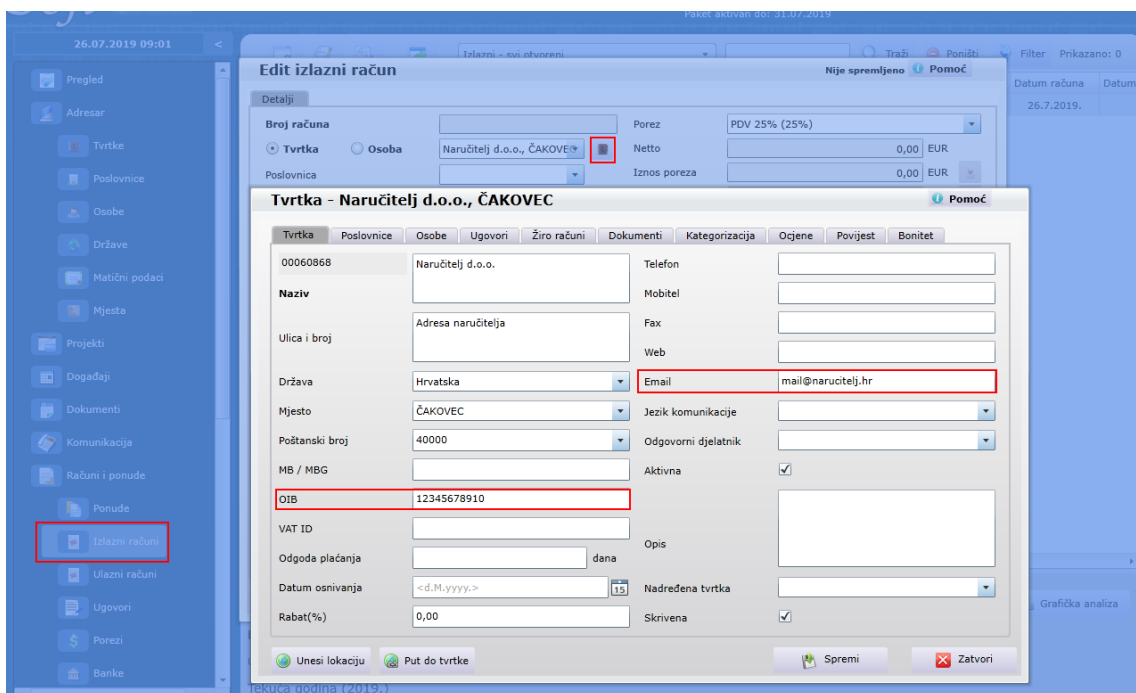 Paket aktivan do: 31.07.2019
26.07.2019 09:01 <
Izlazni - svi otvoreni Traži Poništi Filter Prikazano: 0
Edit izlazni račun Nije spremljeno Pomoć
Datum računa Datum
26.7.2019.
Detalji
Broj računa Porez PDV 25% (25%)
Tvrtka Osoba Naručitelj d.o.o., ČAKOVEC Netto 0,00 EUR
Poslovnica Iznos poreza 0,00 EUR
Pregled
Adresar
Tvrtke
Poslovnice
Osobe
Države
Matični podaci
Mjesta
Projekti
Događaji
Dokumenti
Komunikacija
Računi i ponude
Ponude
Izlazni računi
Ulazni računi
Ugovori
Porezi
Banke
Tvrtka - Naručitelj d.o.o., ČAKOVEC Pomoć
Tvrtka Poslovnice Osobe Ugovori Žiro računi Dokumenti Kategorizacija Ocjene Povijest Bonitet
00060868 Naručitelj d.o.o. Telefon
Naziv Mobitel
Ulica i broj Adresa naručitelja Fax
Web
Država Hrvatska Email mail@narucitelj.hr
Mjesto ČAKOVEC Jezik komunikacije
Poštanski broj 40000 Odgovorni djelatnik
MB / MBG Aktivna
OIB 12345678910
VAT ID
Opis
Odgoda plaćanja dana
Datum osnivanja <d.M.yyyy.> 15 Nadređena tvrtka
Rabat(%) 0,00 Skrivena
Unesi lokaciju Put do tvrtke Spremi Zatvori
Grafička analiza
Tekuća godina (2019.)